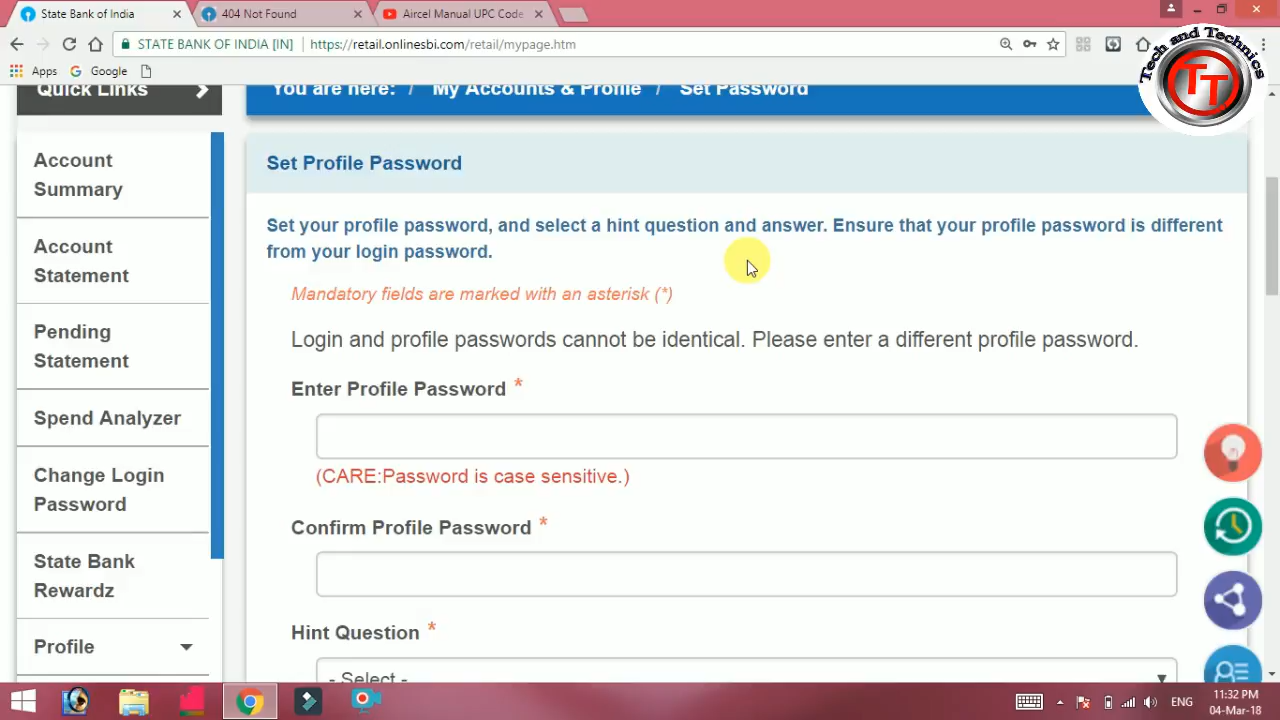 State Bank of India
404 Not Found
Aircel Manual UPC Code
STATE BANK OF INDIA [IN]
https://retail.onlinesbi.com/retail/mypage.htm
Apps
Google
Tech and Technics
TT
Quick Links
You are here: / My Accounts & Profile / Set Password
Account
Summary
Account
Statement
Pending
Statement
Spend Analyzer
Change Login
Password
State Bank
Rewardz
Profile
Set Profile Password
Set your profile password, and select a hint question and answer. Ensure that your profile password is different
from your login password.
Mandatory fields are marked with an asterisk (*)
Login and profile passwords cannot be identical. Please enter a different profile password.
Enter Profile Password *
(CARE:Password is case sensitive.)
Confirm Profile Password *
Hint Question *
- Select -
ENG
11:32 PM
04-Mar-18